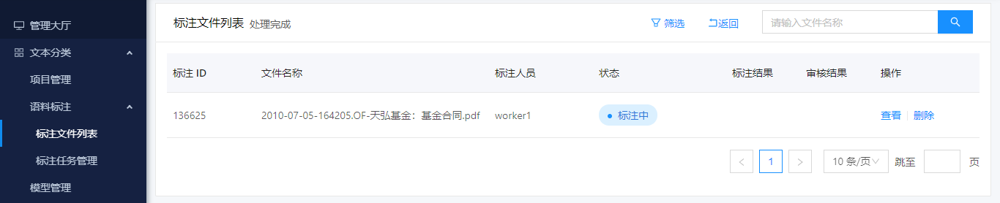 管理大厅
文本分类
项目管理
语料标注
标注文件列表
标注任务管理
模型管理
标注文件列表 处理完成 筛选 返回 请输入文件名称
标注 ID 文件名称 标注人员 状态 标注结果 审核结果 操作
136625 2010-07-05-164205.OF-天弘基金：基金合同.pdf worker1 标注中 查看 删除
1 10 条/页 跳至 页